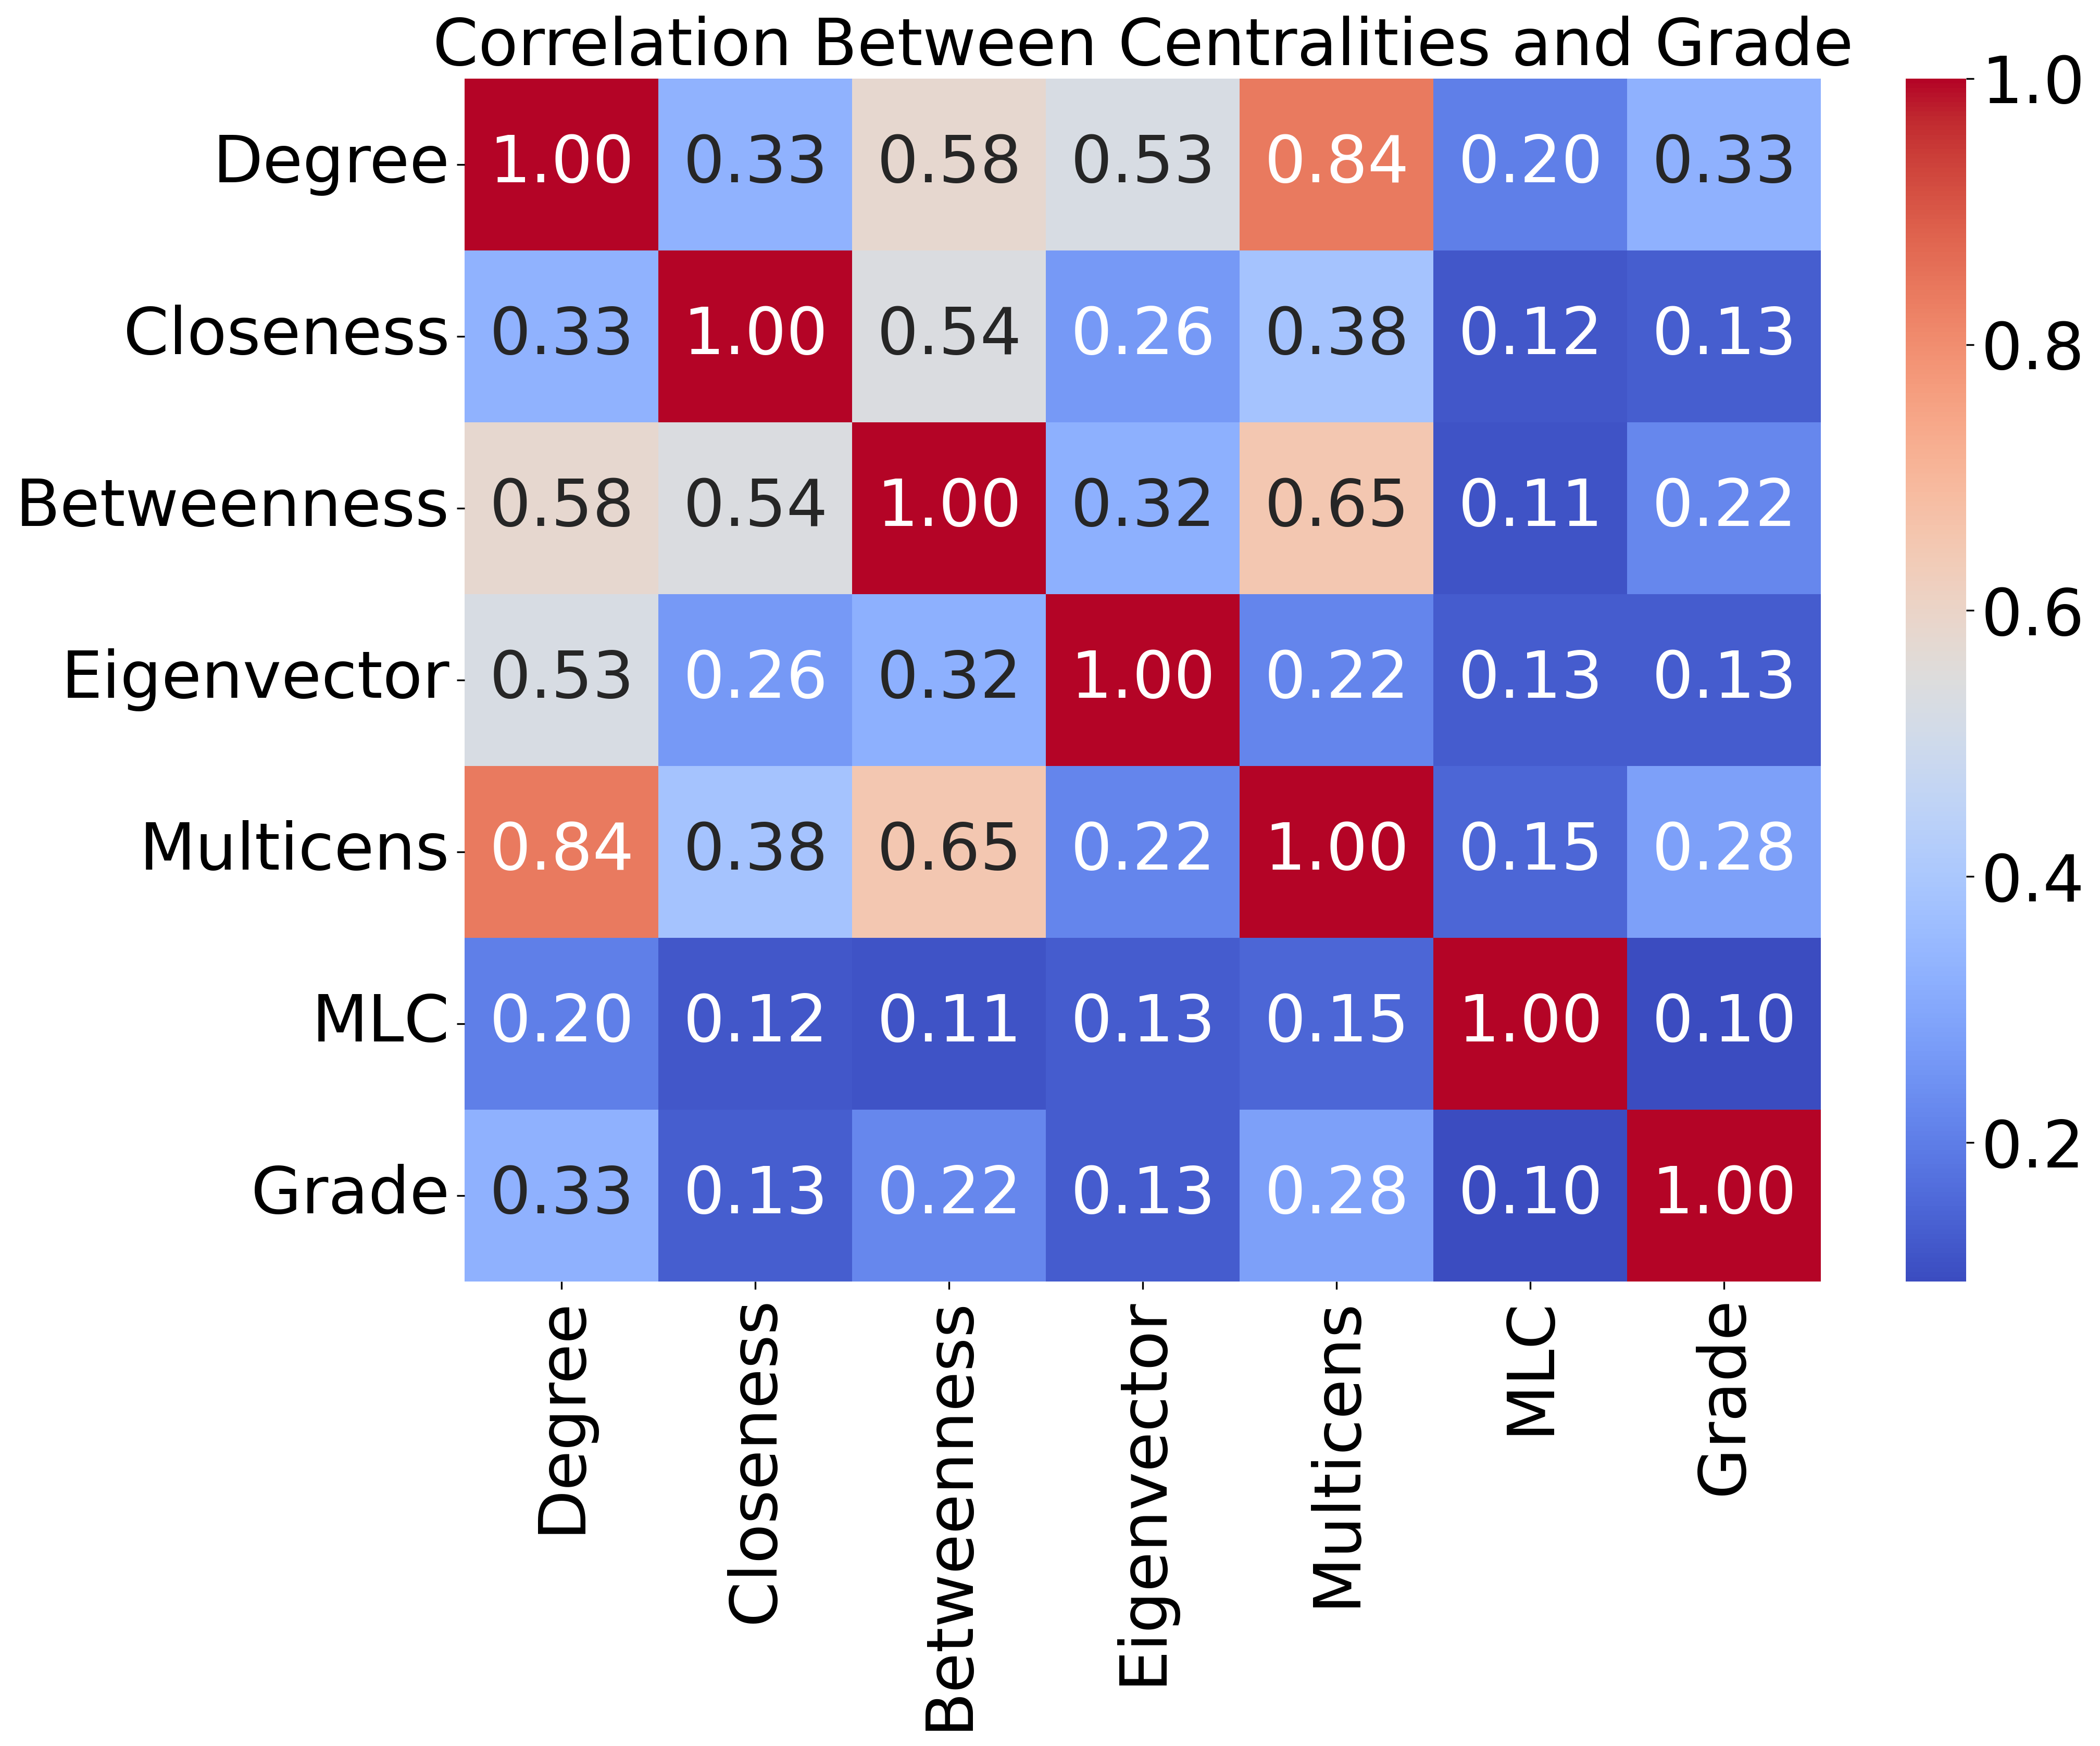 Correlation Between Centralities and Grade
Degree 1.00 0.33 0.58 0.53 0.84 0.20 0.33
Closeness 0.33 1.00 0.54 0.26 0.38 0.12 0.13
Betweenness 0.58 0.54 1.00 0.32 0.65 0.11 0.22
Eigenvector 0.53 0.26 0.32 1.00 0.22 0.13 0.13
Multicens 0.84 0.38 0.65 0.22 1.00 0.15 0.28
MLC 0.20 0.12 0.11 0.13 0.15 1.00 0.10
Grade 0.33 0.13 0.22 0.13 0.28 0.10 1.00
Degree
Closeness
Betweenness
Eigenvector
Multicens
MLC
Grade
1.0
0.8
0.6
0.4
0.2